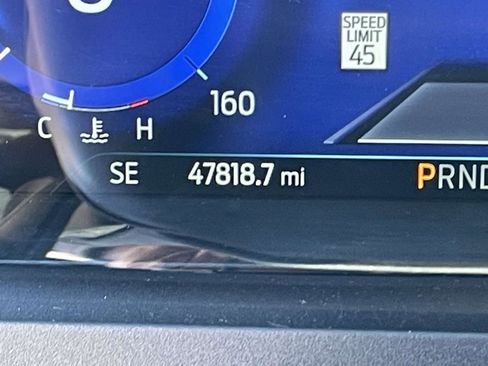 SPEED
LIMIT
45
160
C H
SE 47818.7 mi PRND